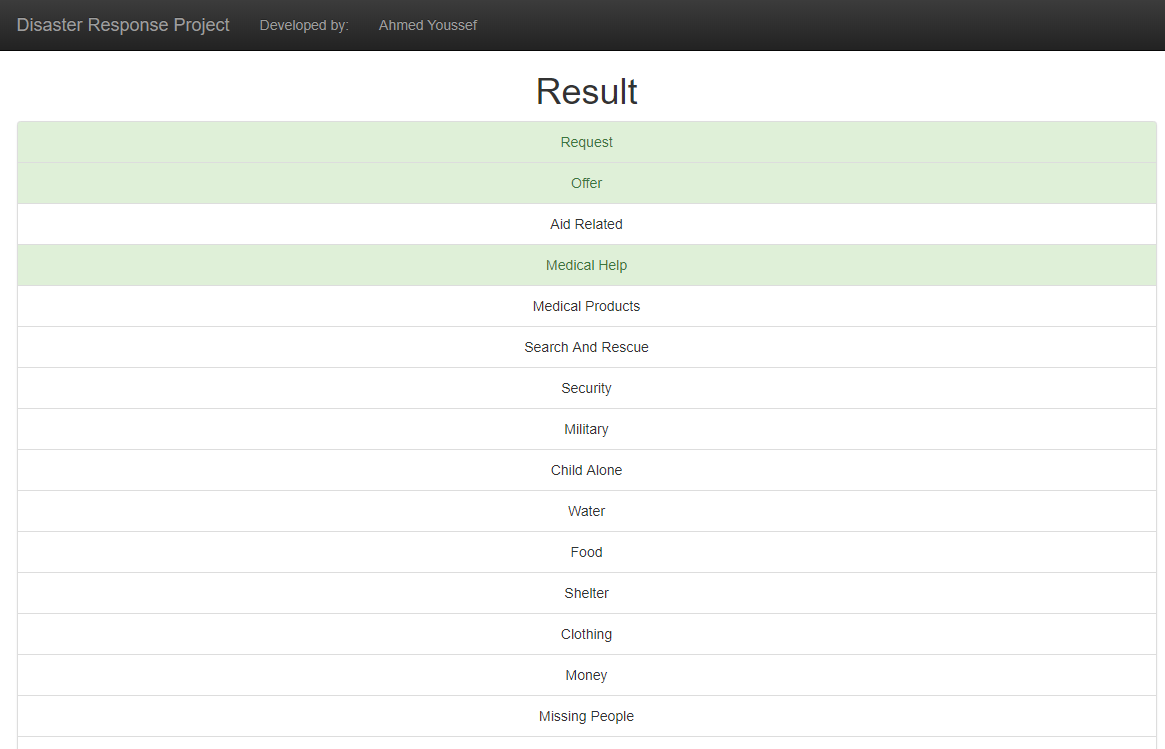 Disaster Response Project Developed by: Ahmed Youssef
Result
Request
Offer
Aid Related
Medical Help
Medical Products
Search And Rescue
Security
Military
Child Alone
Water
Food
Shelter
Clothing
Money
Missing People